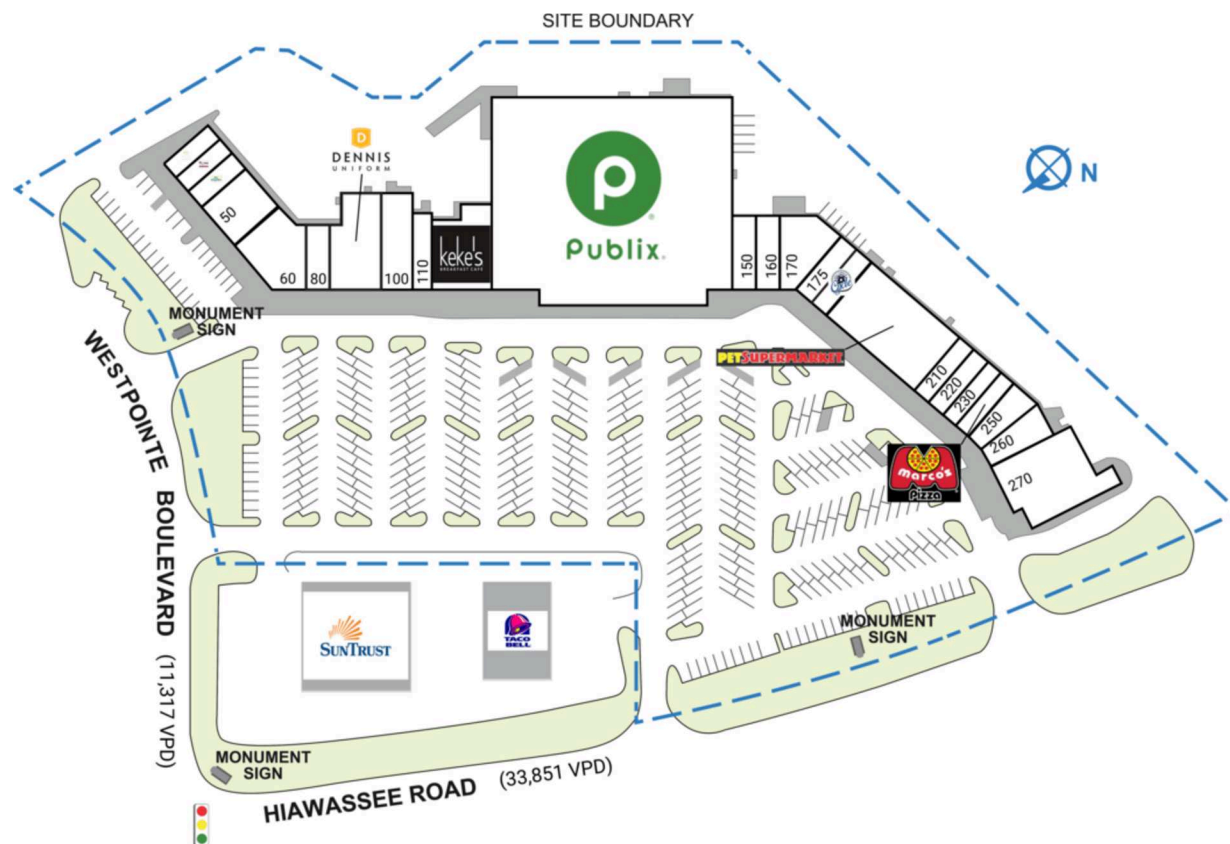 SITE BOUNDARY
D
DENNIS
UNIFORM
N
P
Publix.
keke's
BREAKFAST CAFE
50
60
80
100
110
150
160
170
175
PETSUPERMARKET
210
220
230
250
260
270
marco's
Pizza
MONUMENT
SIGN
WESTPOINTE BOULEVARD (11,317 VPD)
SUNTRUST
TACO
BELL
MONUMENT
SIGN
MONUMENT
SIGN
HIAWASSEE ROAD (33,851 VPD)